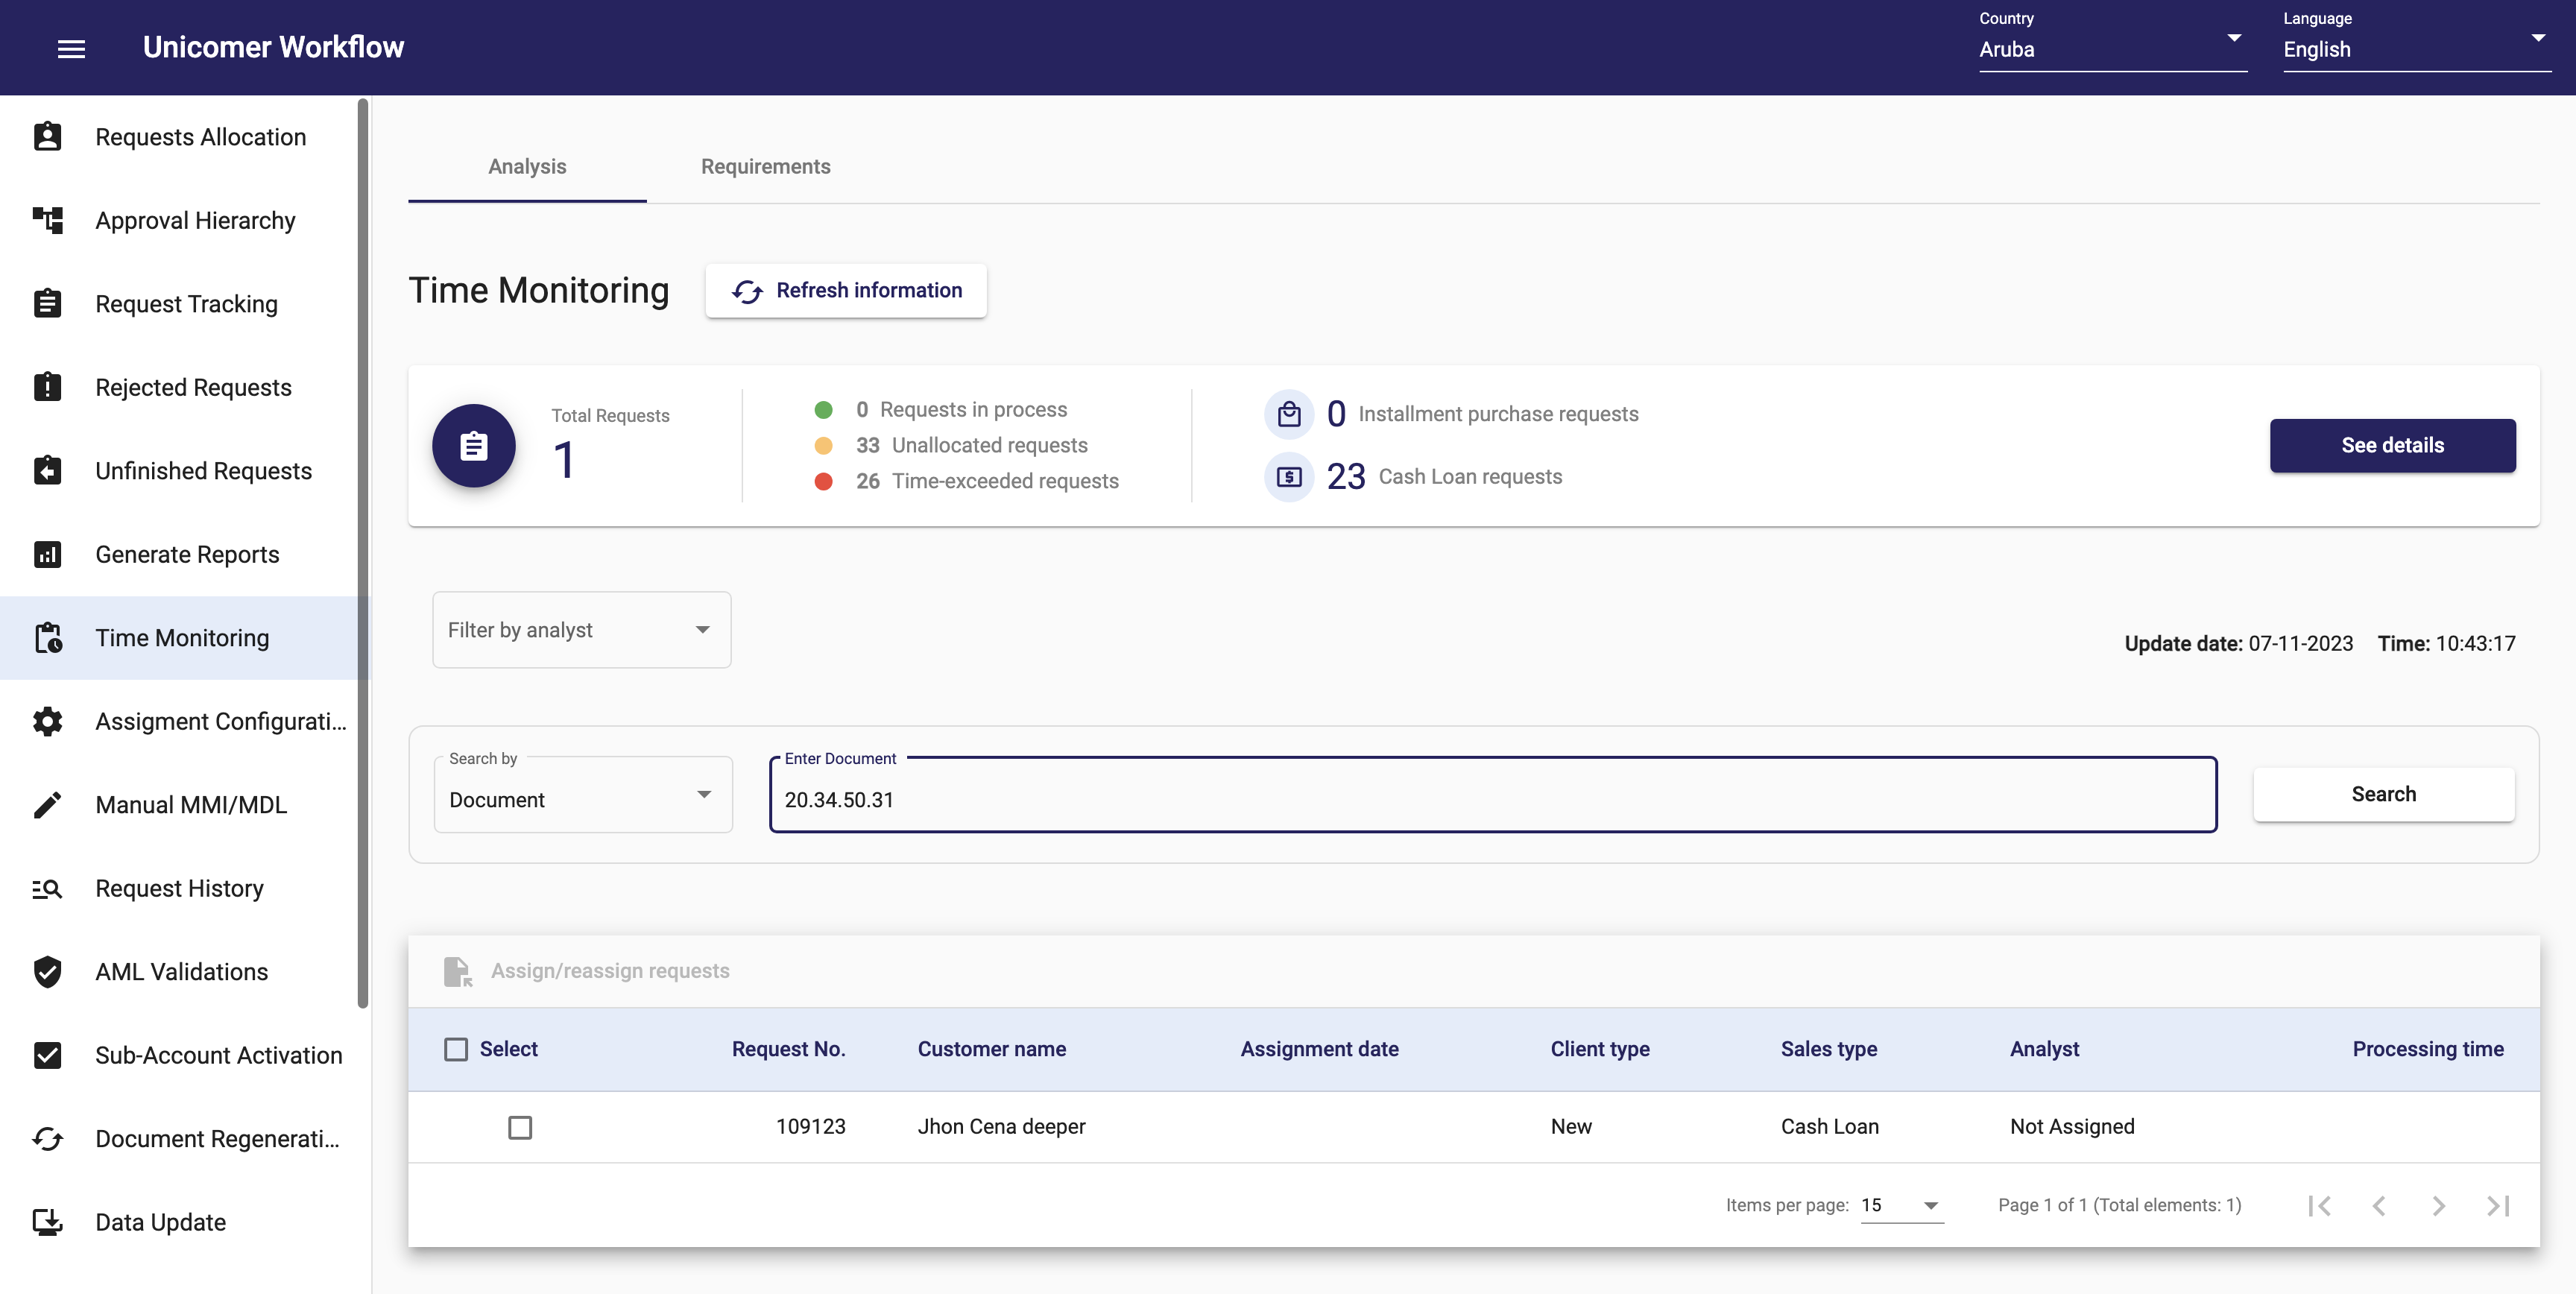 Unicomer Workflow
Country
Aruba
Language
English
Requests Allocation
Approval Hierarchy
Request Tracking
Rejected Requests
Unfinished Requests
Generate Reports
Time Monitoring
Assigment Configurati...
Manual MMI/MDL
Request History
AML Validations
Sub-Account Activation
Document Regenerati...
Data Update
Analysis
Requirements
Time Monitoring
Refresh information
Total Requests
1
0 Requests in process
33 Unallocated requests
26 Time-exceeded requests
0 Installment purchase requests
23 Cash Loan requests
See details
Filter by analyst
Update date: 07-11-2023 Time: 10:43:17
Search by
Document
Enter Document
20.34.50.31
Search
Assign/reassign requests
Select Request No. Customer name Assignment date Client type Sales type Analyst Processing time
109123 Jhon Cena deeper New Cash Loan Not Assigned
Items per page: 15 Page 1 of 1 (Total elements: 1)